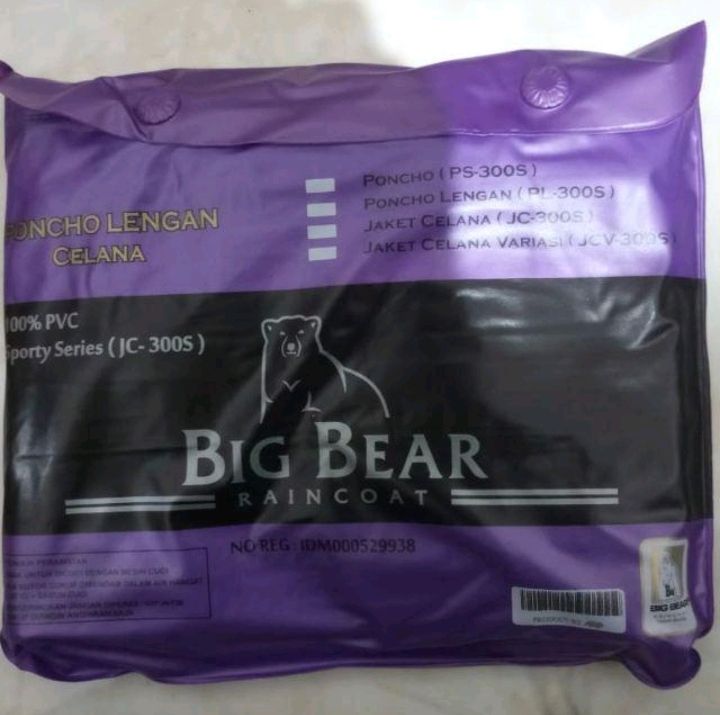 PONCHO LENGAN
CELANA
PONCHO ( PS-300S )
PONCHO LENGAN ( PL-300S )
JAKET CELANA ( JC-300S )
JAKET CELANA VARIASI ( JCV-300S )
100% PVC
Sporty Series ( JC- 300S )
BIG BEAR
RAINCOAT
NO REG : IDM000529938
PERAWATAN
BIG BEAR